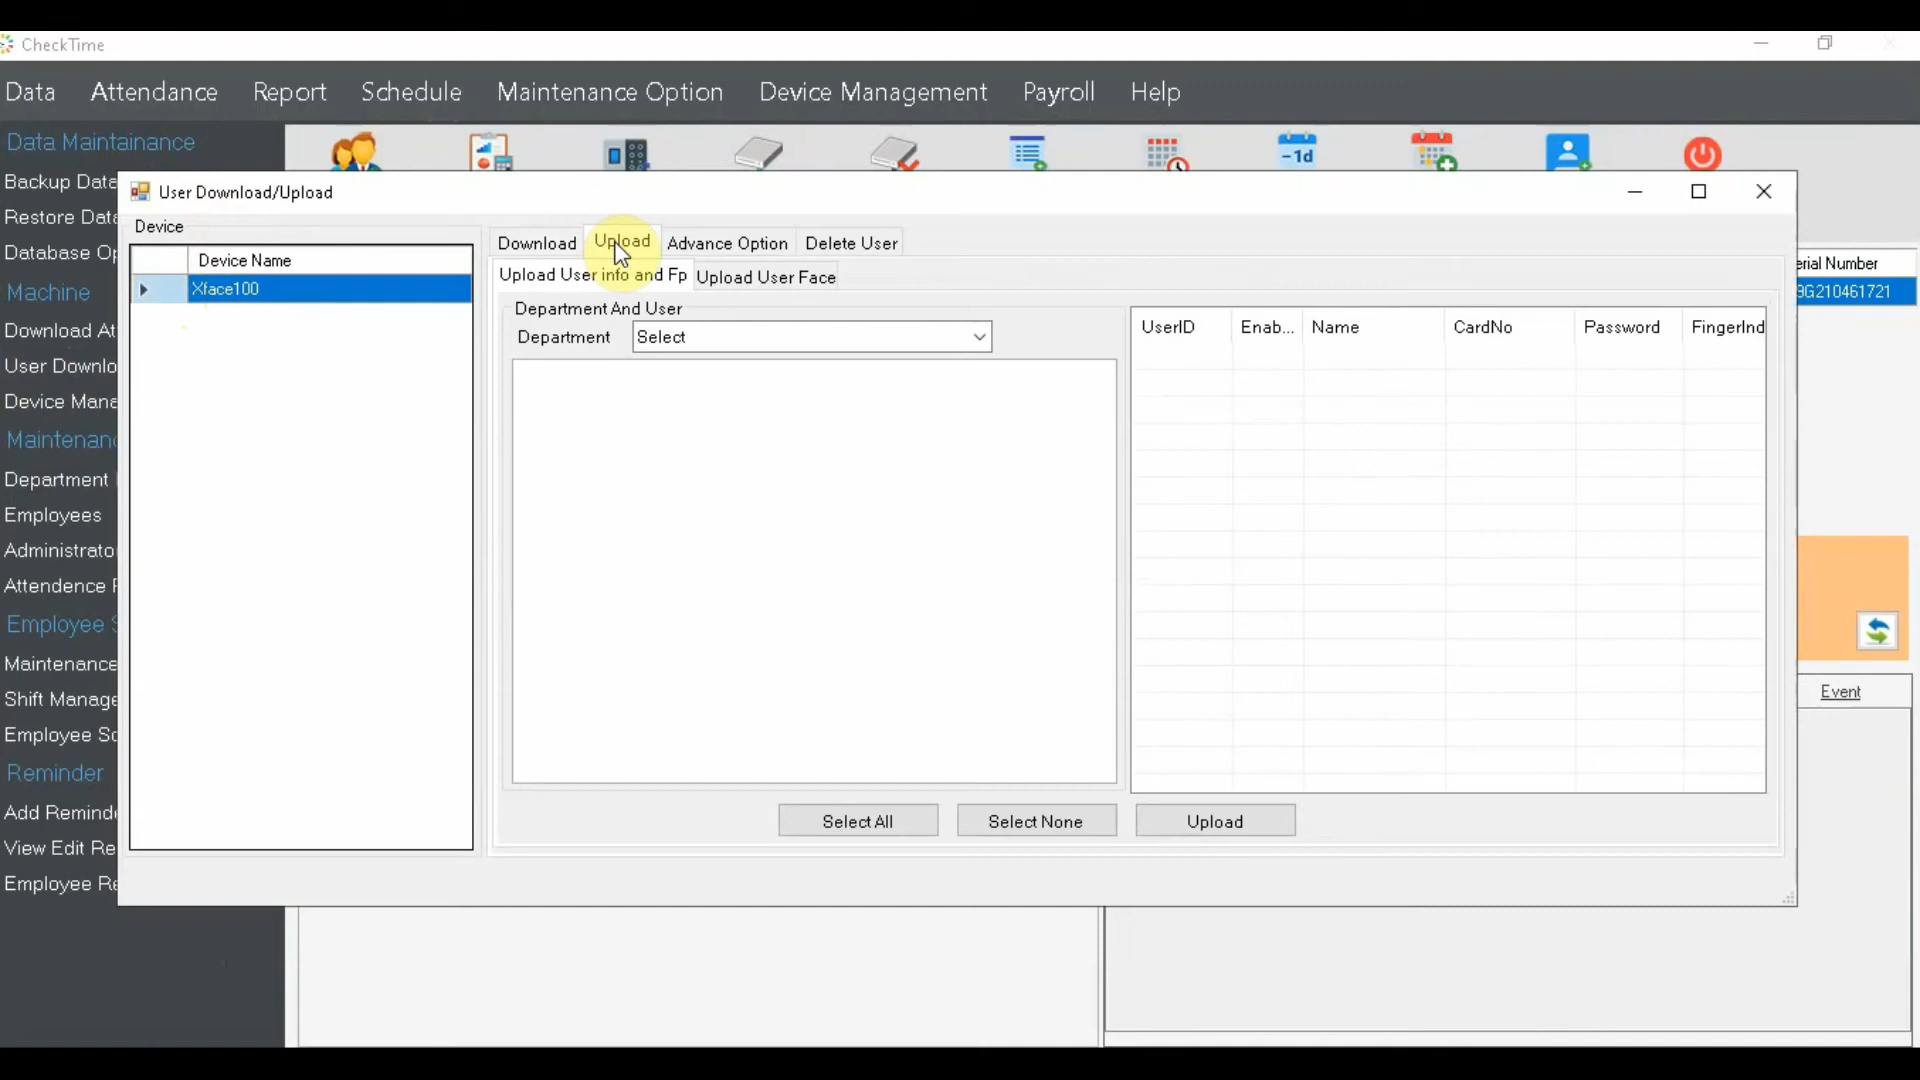 CheckTime
Data Attendance Report Schedule Maintenance Option Device Management Payroll Help
Data Maintainance
Backup Data
Restore Data
Database Op
Machine
Download At
User Downlo
Device Mana
Maintenanc
Department
Employees
Administrato
Attendence F
Employee S
Maintenance
Shift Manage
Employee Sc
Reminder
Add Reminde
View Edit Re
Employee Re
-1d
User Download/Upload
Device
Device Name
Xface100
Download Upload Advance Option Delete User
Upload User info and Fp Upload User Face
Department And User
Department Select
UserID Enab... Name CardNo Password FingerInd
Select All Select None Upload
erial Number
9G210461721
Event